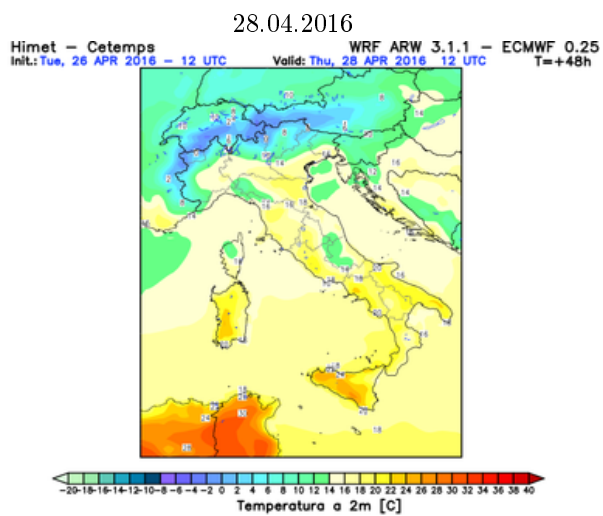 28.04.2016
Himet – Cetemps WRF ARW 3.1.1 – ECMWF 0.25
Init.: Tue, 26 APR 2016 – 12 UTC Valid: Thu, 28 APR 2016 12 UTC T=+48h
-20 -18 -16 -14 -12 -10 -8 -6 -4 -2 0 2 4 6 8 10 12 14 16 18 20 22 24 26 28 30 32 34 36 38 40
Temperatura a 2m [C]